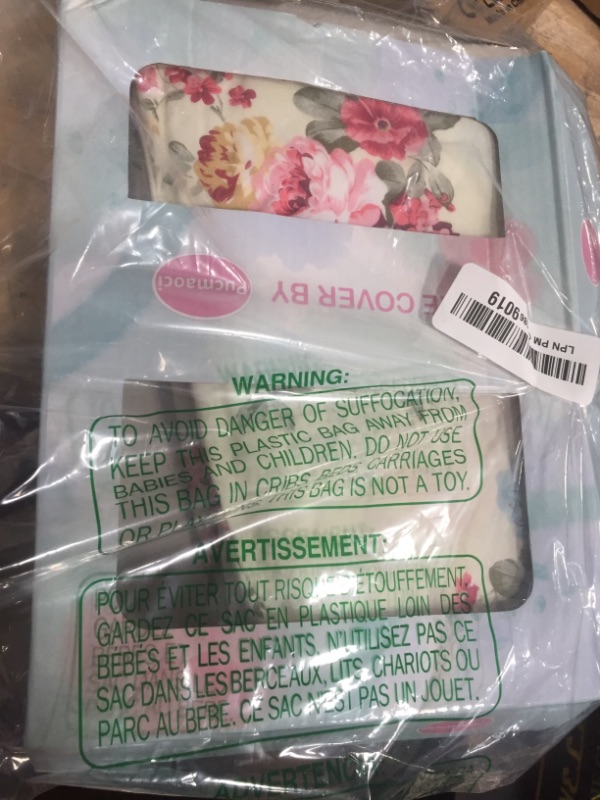 Pucmaoci
E COVER BY
9019
LPN PM
WARNING:
TO AVOID DANGER OF SUFFOCATION,
KEEP THIS PLASTIC BAG AWAY FROM
BABIES AND CHILDREN. DO NOT USE
THIS BAG IN CRIBS, BEDS, CARRIAGES
OR THIS BAG IS NOT A TOY.
AVERTISSEMENT:
POUR ÉVITER TOUT RISQUE D'ÉTOUFFEMENT,
GARDEZ CE SAC EN PLASTIQUE LOIN DES
BÉBÉS ET LES ENFANTS. N'UTILISEZ PAS CE
SAC DANS LES BERCEAUX, LITS, CHARIOTS OU
PARC AU BÉBÉ. CE SAC N'EST PAS UN JOUET.